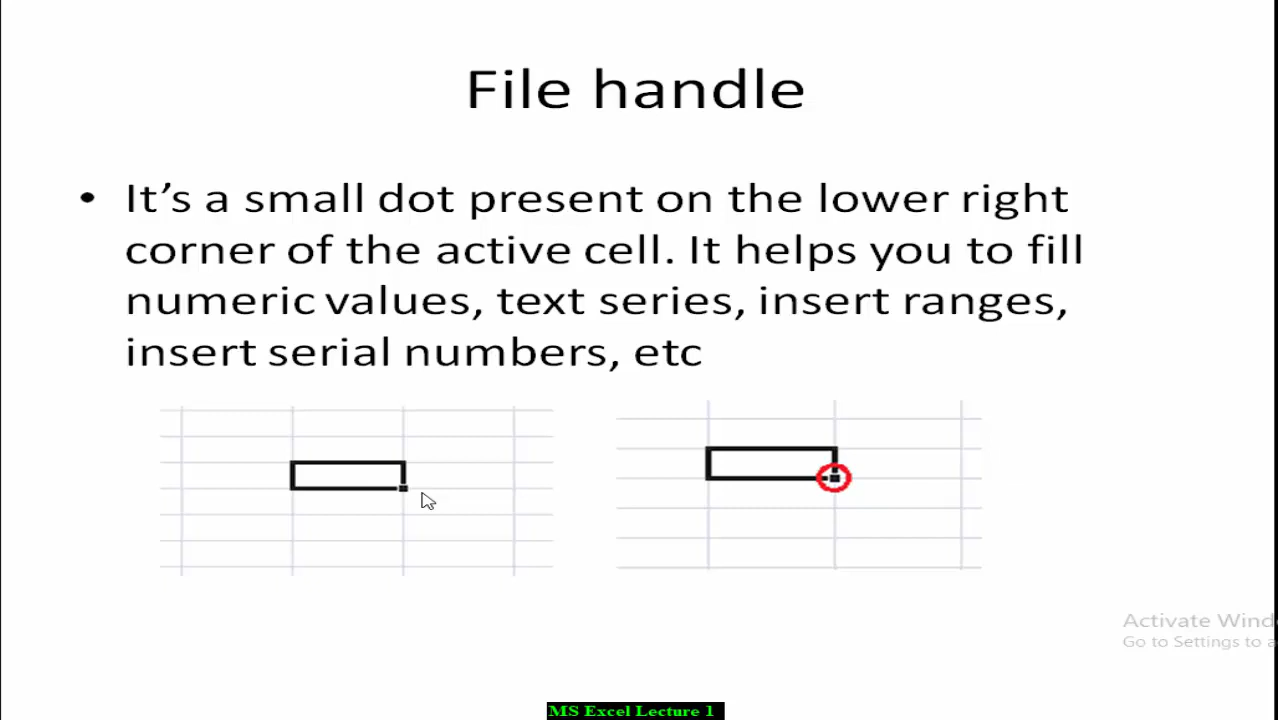 File handle
• It’s a small dot present on the lower right
corner of the active cell. It helps you to fill
numeric values, text series, insert ranges,
insert serial numbers, etc
Activate Wind
Go to Settings to a
MS Excel Lecture 1